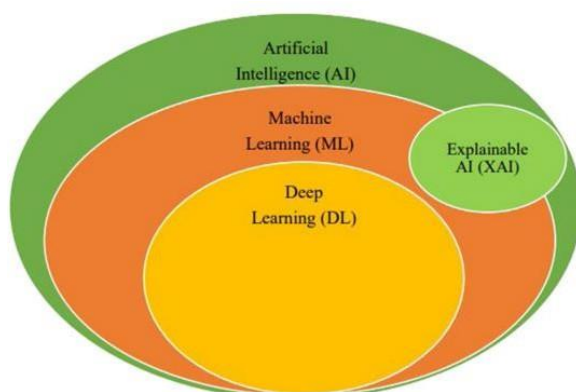 Artificial
Intelligence (AI)
Machine
Learning (ML)
Explainable
AI (XAI)
Deep
Learning (DL)